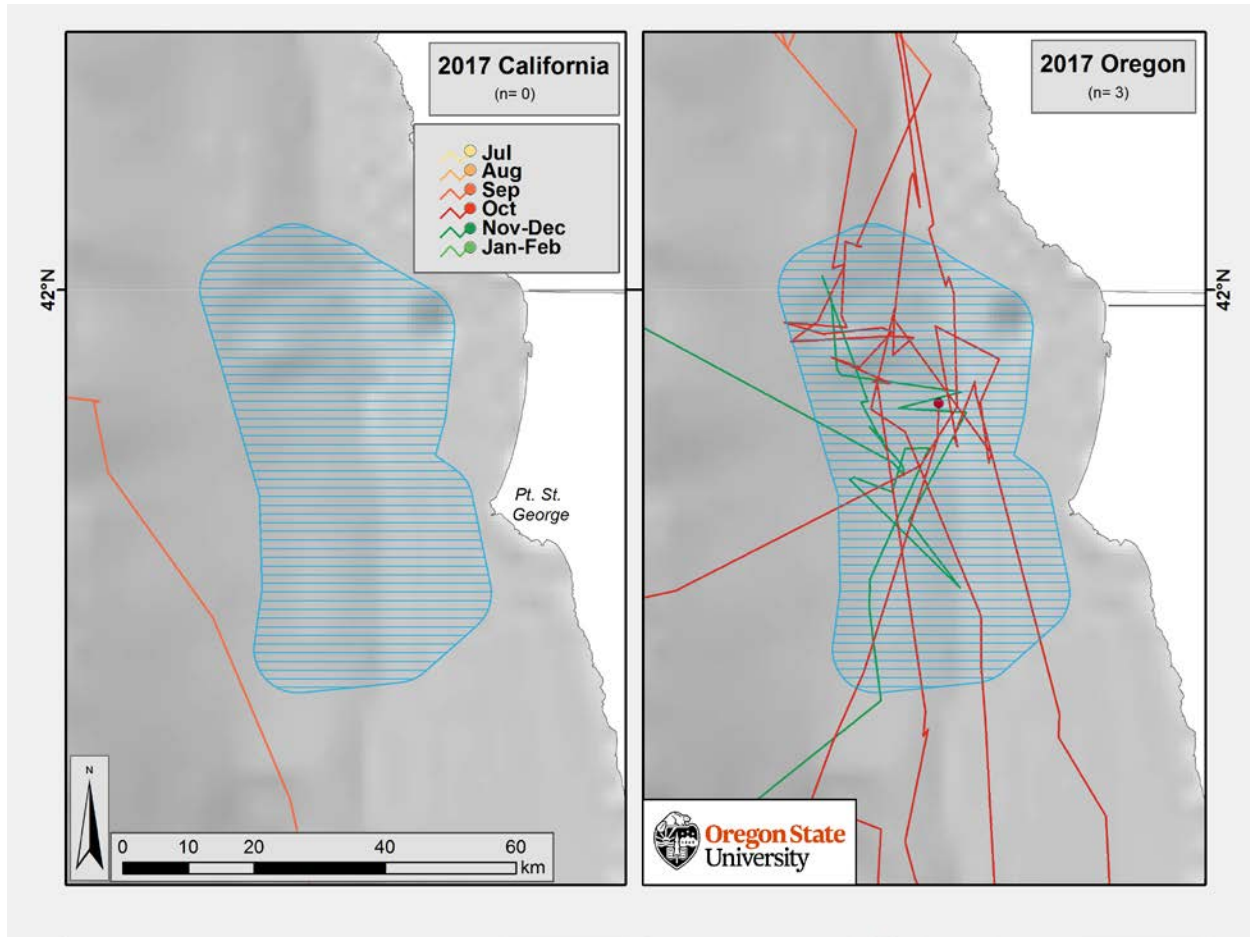 2017 California
(n= 0)
Jul
Aug
Sep
Oct
Nov-Dec
Jan-Feb
42°N
Pt. St.
George
N
0 10 20 40 60
km
2017 Oregon
(n= 3)
42°N
Oregon State
University